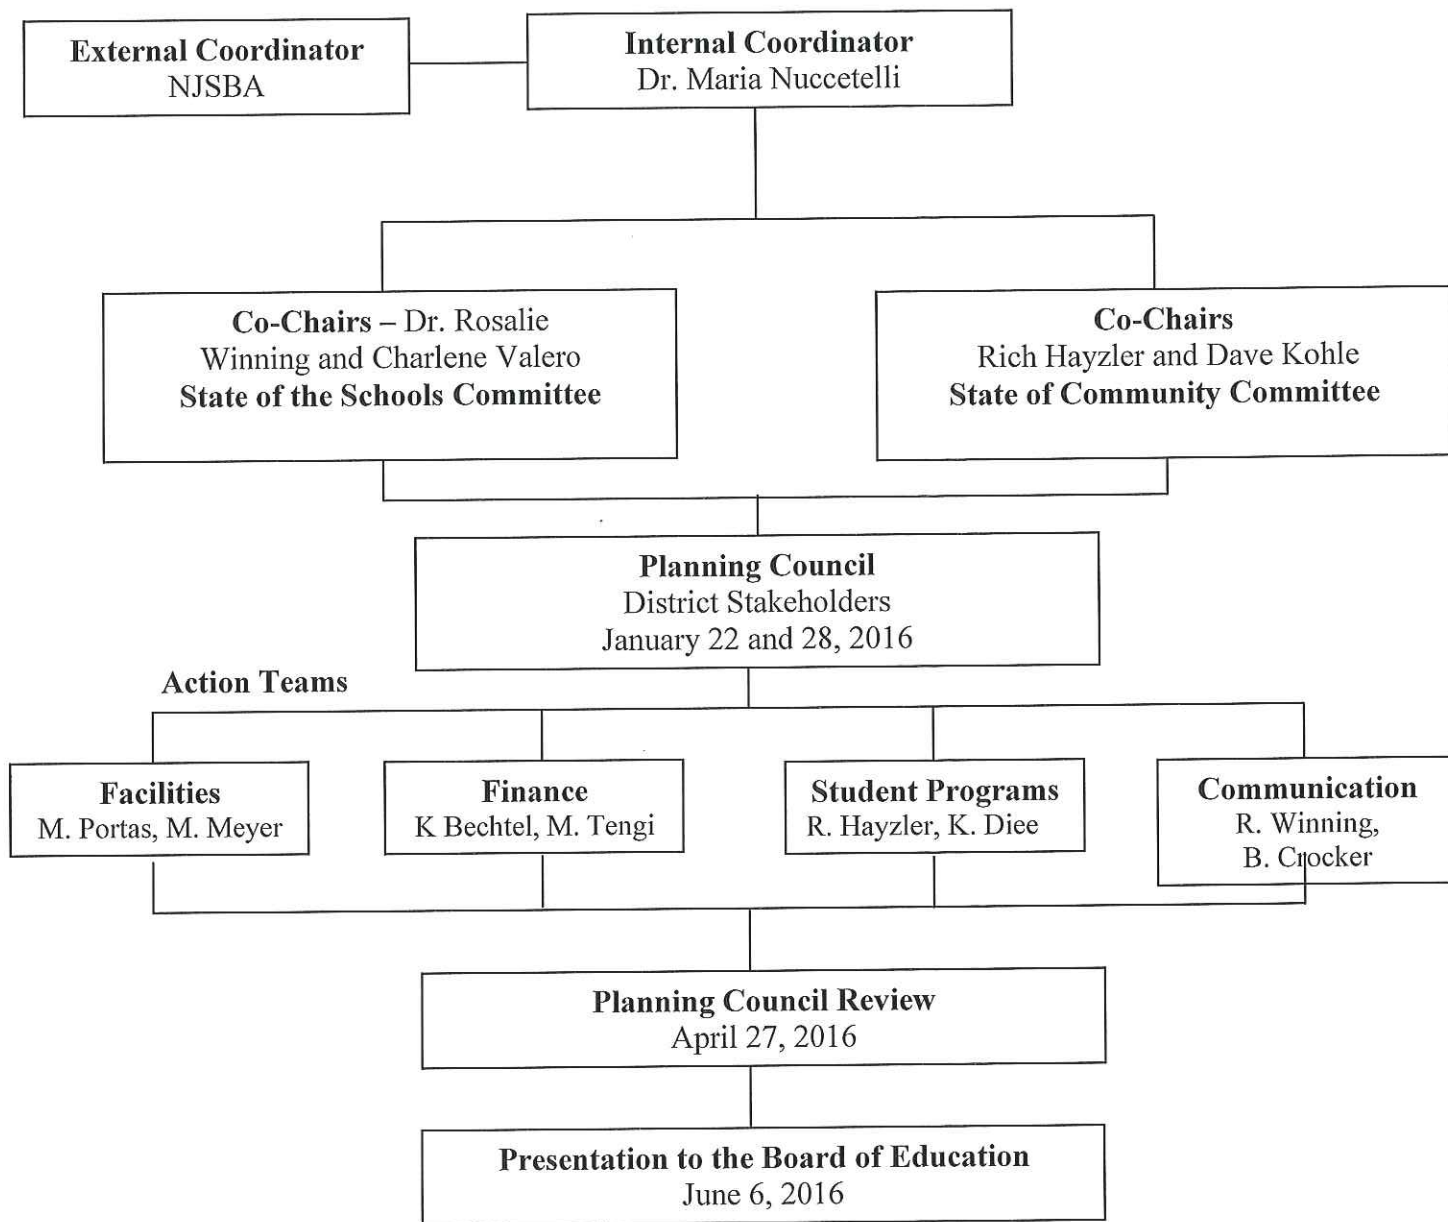 External Coordinator
NJSBA
Internal Coordinator
Dr. Maria Nuccetelli
Co-Chairs – Dr. Rosalie
Winning and Charlene Valero
State of the Schools Committee
Co-Chairs
Rich Hayzler and Dave Kohle
State of Community Committee
Planning Council
District Stakeholders
January 22 and 28, 2016
Action Teams
Facilities
M. Portas, M. Meyer
Finance
K Bechtel, M. Tengi
Student Programs
R. Hayzler, K. Diee
Communication
R. Winning,
B. Crocker
Planning Council Review
April 27, 2016
Presentation to the Board of Education
June 6, 2016